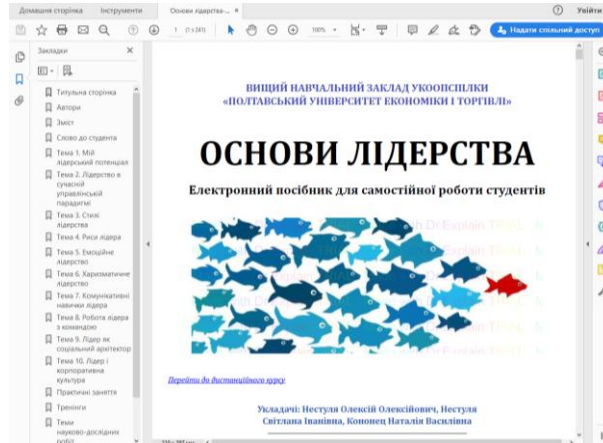 Домашня сторінка
Інструменти
Основи лідерства-... ×
Увійти
1
(1 з 241)
100%
Надати спільний доступ
Закладки
Титульна сторінка
Автори
Зміст
Слово до студента
Тема 1. Мій
лідерський потенціал
Тема 2. Лідерство в
сучасній
управлінській
парадигмі
Тема 3. Стилі
лідерства
Тема 4. Риси лідера
Тема 5. Емоційне
лідерство
Тема 6. Харизматичне
лідерство
Тема 7. Комунікативні
навички лідера
Тема 8. Робота лідера
з командою
Тема 9. Лідер як
соціальний архітектор
Тема 10. Лідер і
корпоративна
культура
Практичні заняття
Тренінги
Теми
науково-дослідних
робіт
ВИЩИЙ НАВЧАЛЬНИЙ ЗАКЛАД УКООПСПІЛКИ
«ПОЛТАВСЬКИЙ УНІВЕРСИТЕТ ЕКОНОМІКИ І ТОРГІВЛІ»
ОСНОВИ ЛІДЕРСТВА
Електронний посібник для самостійної роботи студентів
Перейти до дистанційного курсу
Укладачі: Нестуля Олексій Олексійович, Нестуля
Світлана Іванівна, Кононец Наталія Василівна